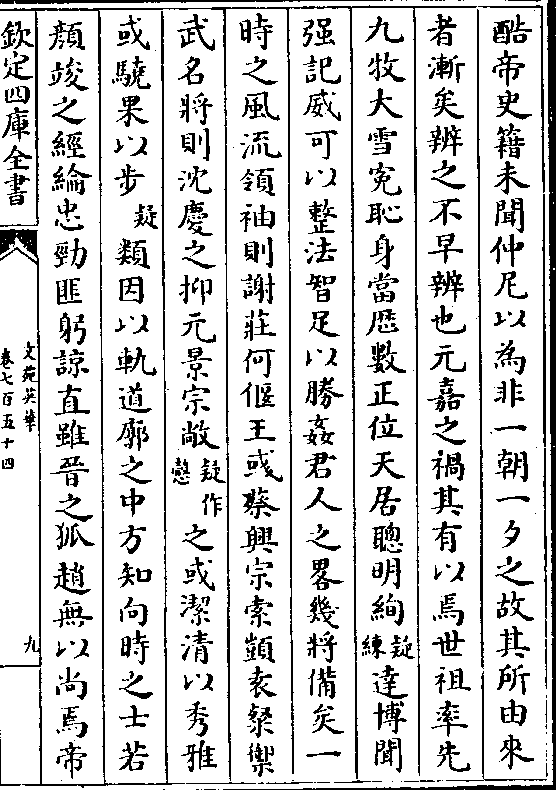 酷帝史籍未聞仲尼以為非一朝一夕之故其所由來
者漸矣辨之不早辨也元嘉之禍其有以焉世祖率先
九牧大雪寃恥身當歷數正位天居聰明絢疑練達博聞
强記威可以整法智足以勝姦君人之畧幾將備矣一
時之風流領袖則謝莊何偃王彧蔡興宗索顗袁粲禦
武名將則沈慶之抑元景宗敞疑作慤之或潔清以秀雅
或驍果以步疑類因以軌道廓之中方知向時之士若
顔竣之經綸忠勁匪躬諒直雖晉之狐趙無以尚焉帝
欽定四庫全書
文苑英華
卷七百五十四
九